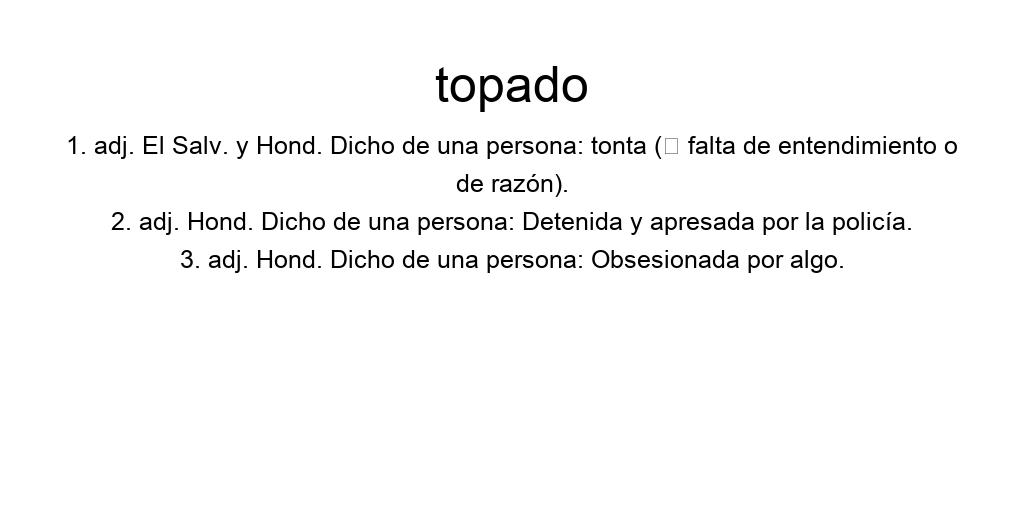 topado
1. adj. El Salv. y Hond. Dicho de una persona: tonta (□ falta de entendimiento o
de razón).
2. adj. Hond. Dicho de una persona: Detenida y apresada por la policía.
3. adj. Hond. Dicho de una persona: Obsesionada por algo.